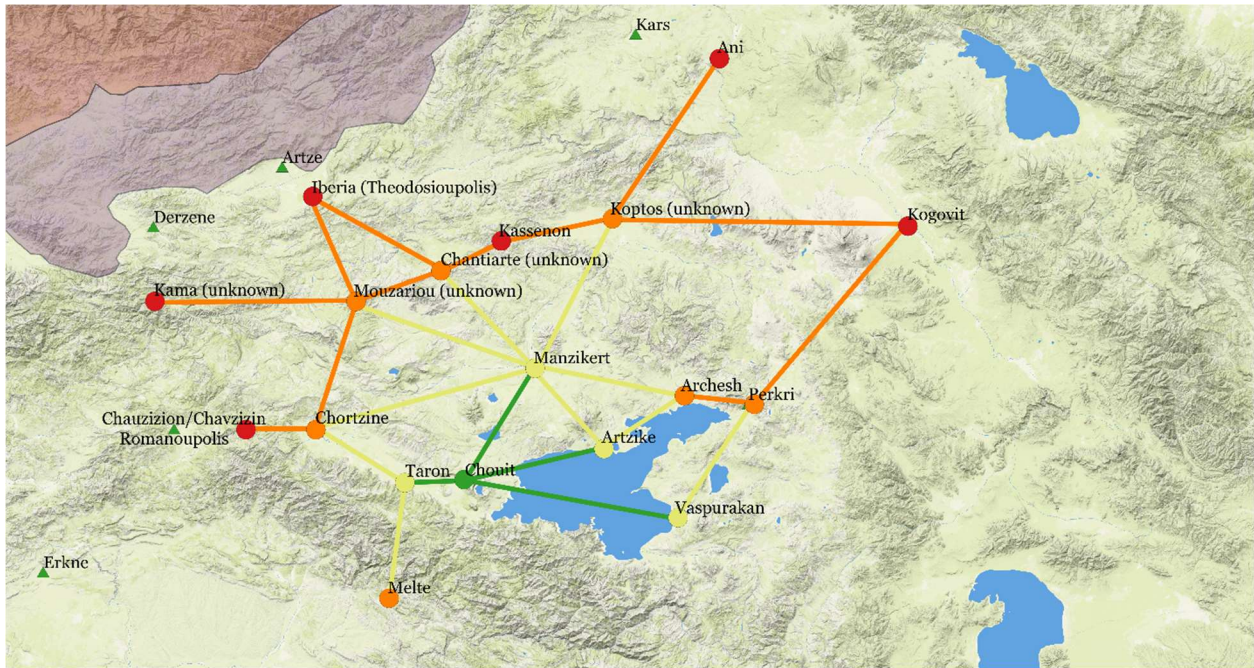 Kars
Ani
Artze
Iberia (Theodosioupolis)
Derzene
Koptos (unknown)
Kassenon
Kogovit
Chantiarte (unknown)
Kama (unknown)
Mouzariou (unknown)
Manzikert
Archesh
Perkri
Chauzizion/Chavzizin
Romanoupolis
Chortzine
Artzike
Taron
Chouit
Vaspurakan
Erknc
Melte